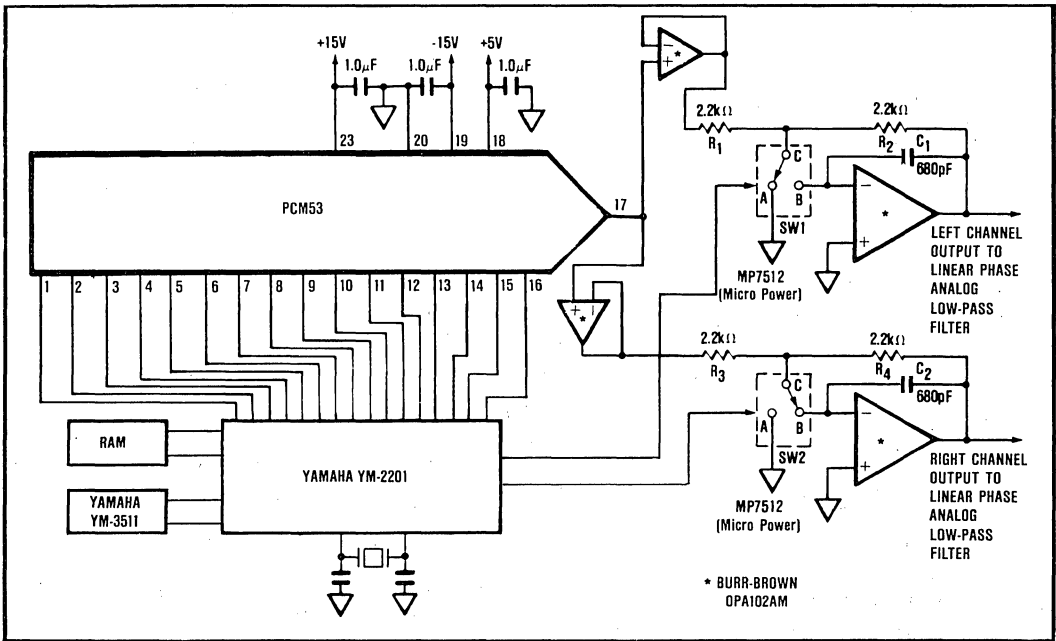 +15V
-15V
+5V
1.0μF
1.0μF
1.0μF
23
20
19
18
PCM53
17
1
2
3
4
5
6
7
8
9
10
11
12
13
14
15
16
RAM
YAMAHA
YM-3511
YAMAHA YM-2201
−
+
*
2.2kΩ
R1
2.2kΩ
R2
C1
680pF
C
A
B
SW1
MP7512
(Micro Power)
−
+
*
LEFT CHANNEL
OUTPUT TO
LINEAR PHASE
ANALOG
LOW-PASS
FILTER
+
−
*
2.2kΩ
R3
2.2kΩ
R4
C2
680pF
C
A
B
SW2
MP7512
(Micro Power)
−
+
*
RIGHT CHANNEL
OUTPUT TO
LINEAR PHASE
ANALOG
LOW-PASS
FILTER
* BURR-BROWN
OPA102AM